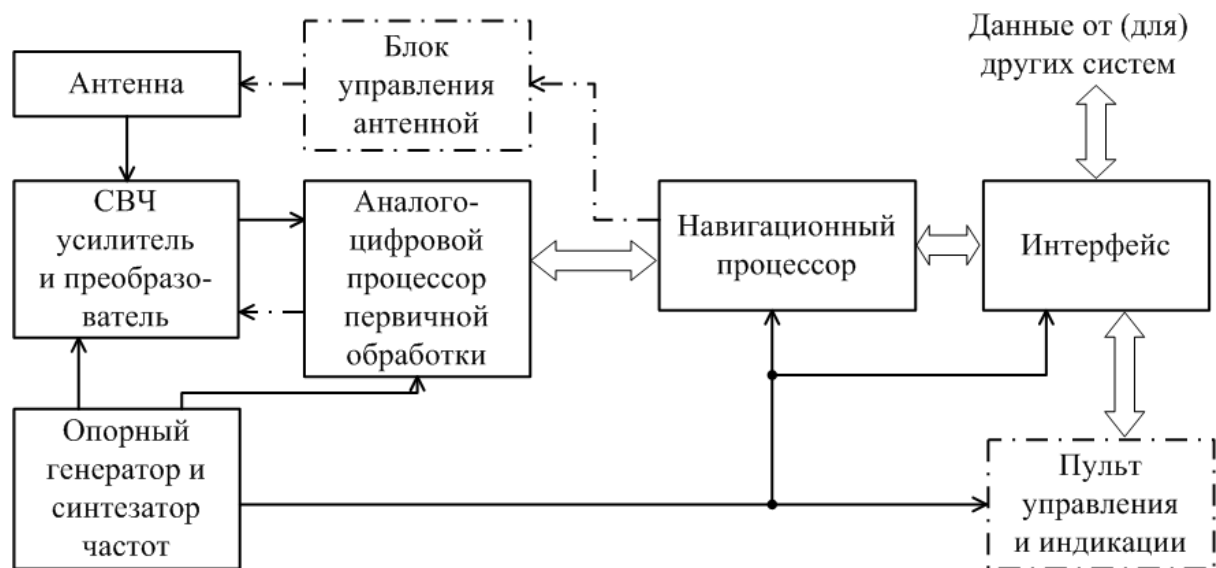 Антенна
Блок
управления
антенной
Данные от (для)
других систем
СВЧ
усилитель
и преобразо-
ватель
Аналого-
цифровой
процессор
первичной
обработки
Навигационный
процессор
Интерфейс
Опорный
генератор и
синтезатор
частот
Пульт
управления
и индикации